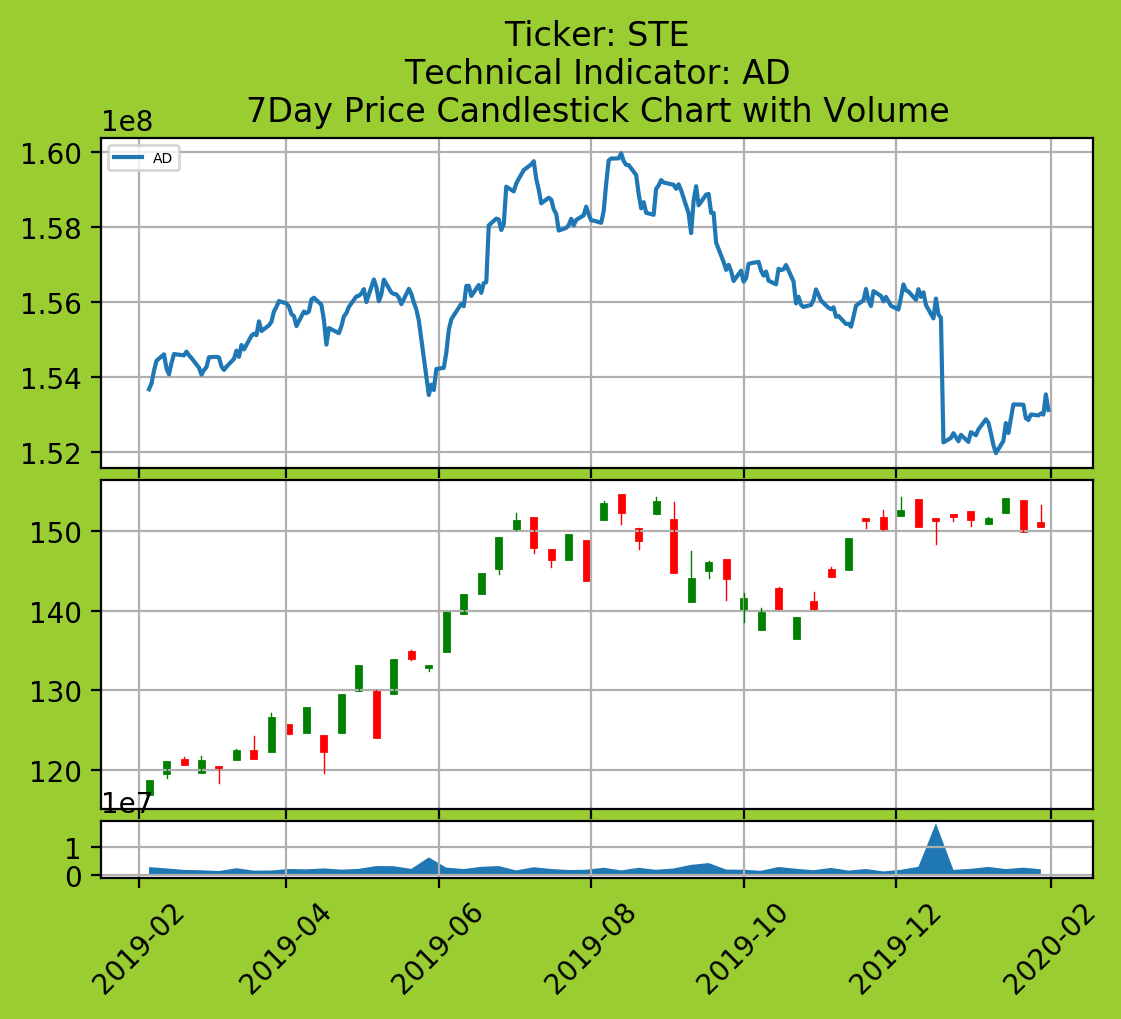 Ticker: STE
Technical Indicator: AD
7Day Price Candlestick Chart with Volume
1e8
AD
1.60
1.58
1.56
1.54
1.52
150
140
130
120
1e7
1
0
2019-02 2019-04 2019-06 2019-08 2019-10 2019-12 2020-02